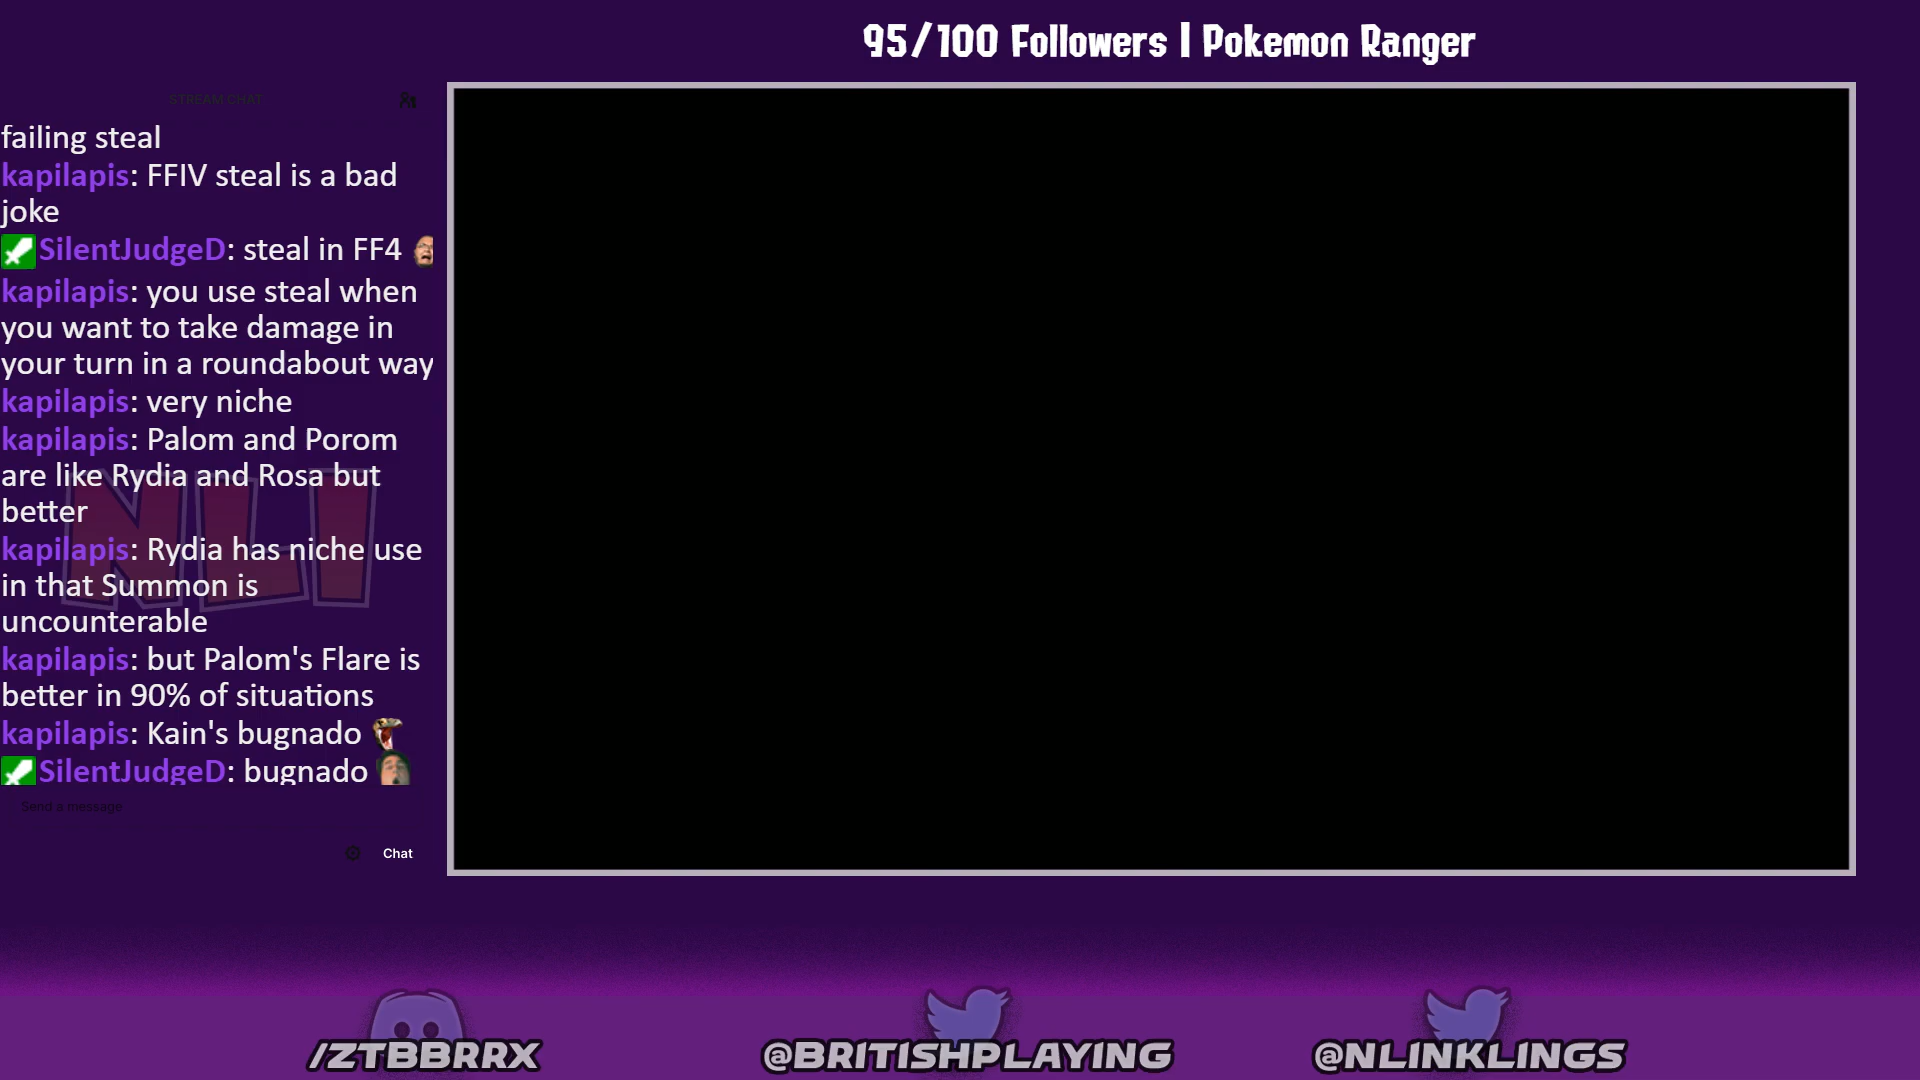 95/100 Followers | Pokemon Ranger
STREAM CHAT
failing steal
kapilapis: FFIV steal is a bad
joke
SilentJudgeD: steal in FF4
kapilapis: you use steal when
you want to take damage in
your turn in a roundabout way
kapilapis: very niche
kapilapis: Palom and Porom
are like Rydia and Rosa but
better
NLI
kapilapis: Rydia has niche use
in that Summon is
uncounterable
kapilapis: but Palom's Flare is
better in 90% of situations
kapilapis: Kain's bugnado
SilentJudgeD: bugnado
Send a message
Chat
/ZTBBRRX
@BRITISHPLAYING
@NLINKLINGS